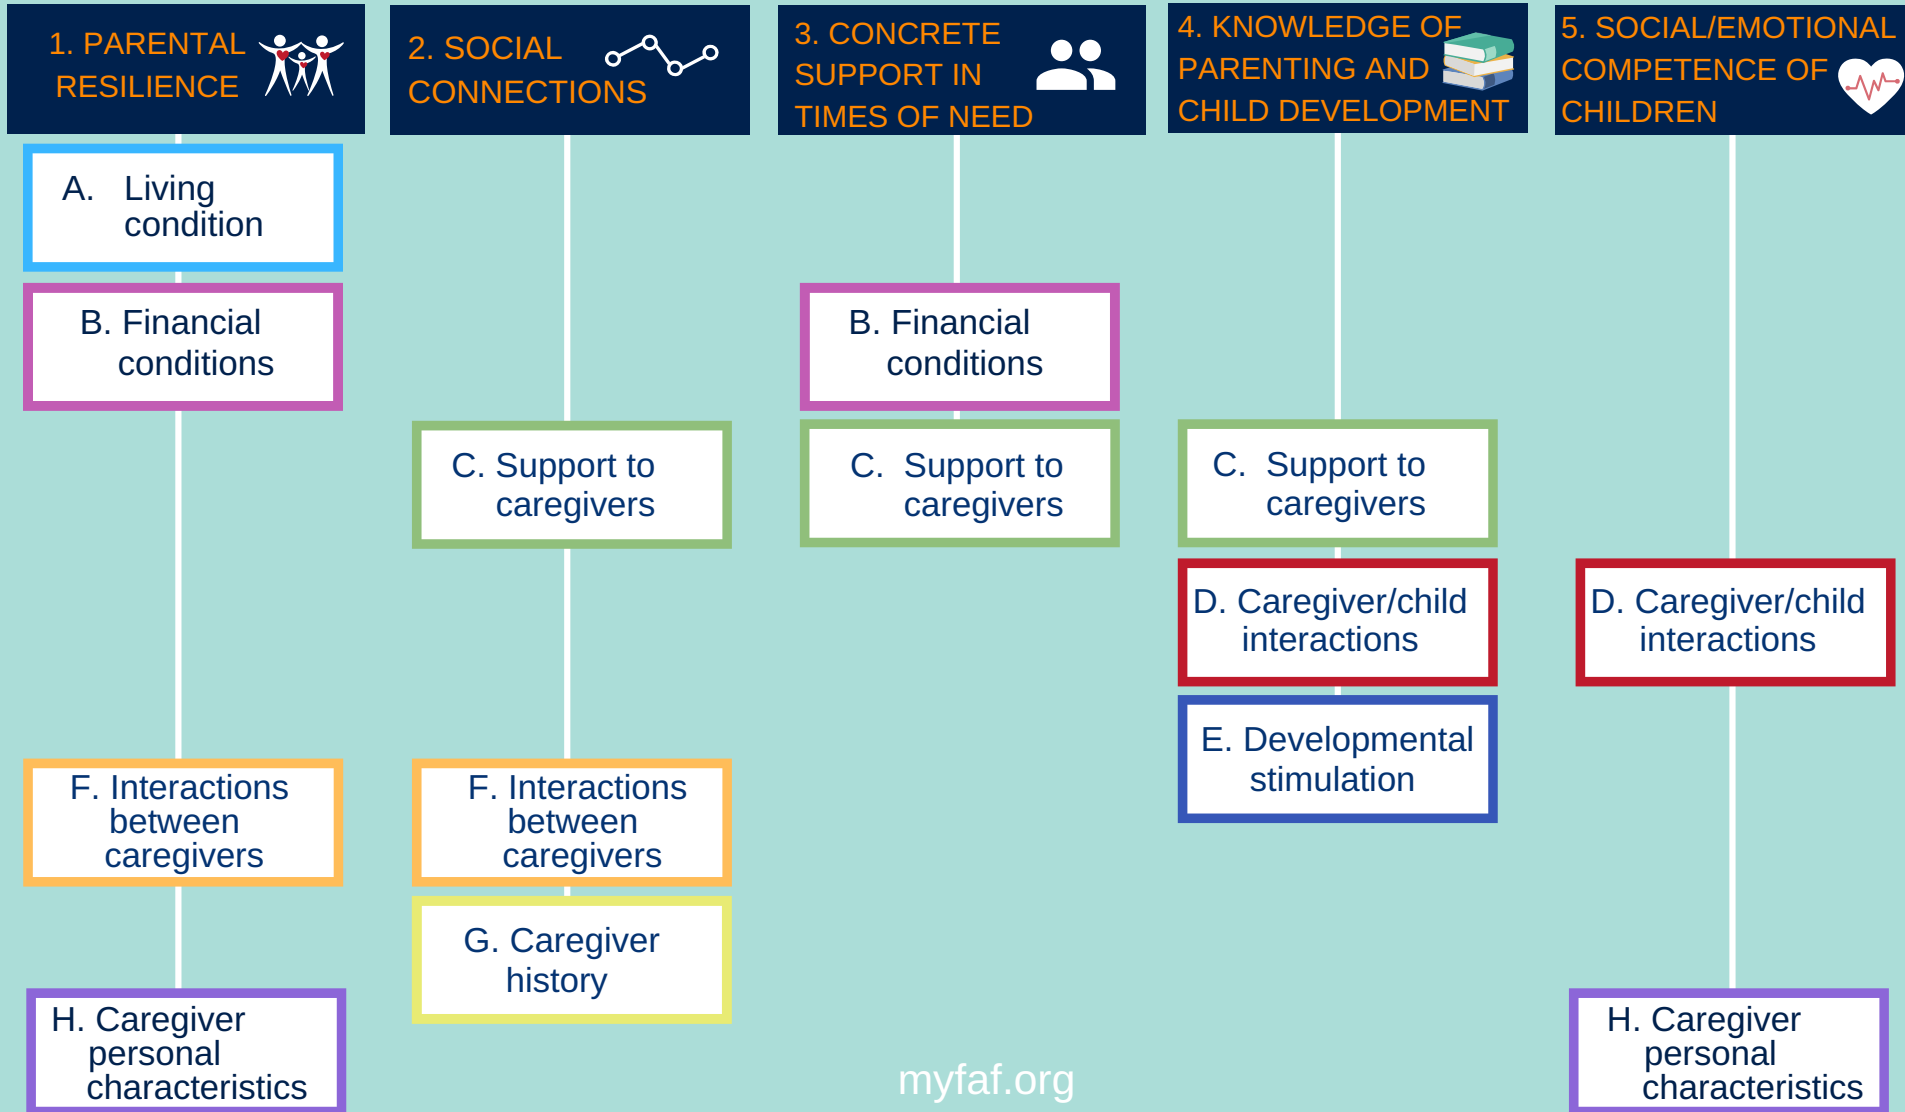 1. PARENTAL
RESILIENCE
2. SOCIAL
CONNECTIONS
3. CONCRETE
SUPPORT IN
TIMES OF NEED
4. KNOWLEDGE OF
PARENTING AND
CHILD DEVELOPMENT
5. SOCIAL/EMOTIONAL
COMPETENCE OF
CHILDREN
A. Living
condition
B. Financial
conditions
F. Interactions
between
caregivers
H. Caregiver
personal
characteristics
C. Support to
caregivers
F. Interactions
between
caregivers
G. Caregiver
history
B. Financial
conditions
C. Support to
caregivers
C. Support to
caregivers
D. Caregiver/child
interactions
E. Developmental
stimulation
D. Caregiver/child
interactions
H. Caregiver
personal
characteristics
myfaf.org